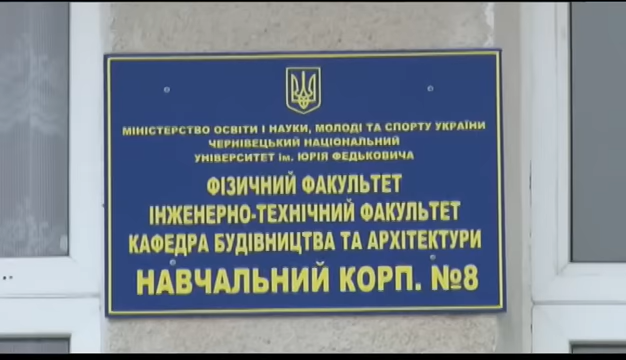 МІНІСТЕРСТВО ОСВІТИ І НАУКИ, МОЛОДІ ТА СПОРТУ УКРАЇНИ
ЧЕРНІВЕЦЬКИЙ НАЦІОНАЛЬНИЙ
УНІВЕРСИТЕТ ім. ЮРІЯ ФЕДЬКОВИЧА
ФІЗИЧНИЙ ФАКУЛЬТЕТ
ІНЖЕНЕРНО-ТЕХНІЧНИЙ ФАКУЛЬТЕТ
КАФЕДРА БУДІВНИЦТВА ТА АРХІТЕКТУРИ
НАВЧАЛЬНИЙ КОРП. №8